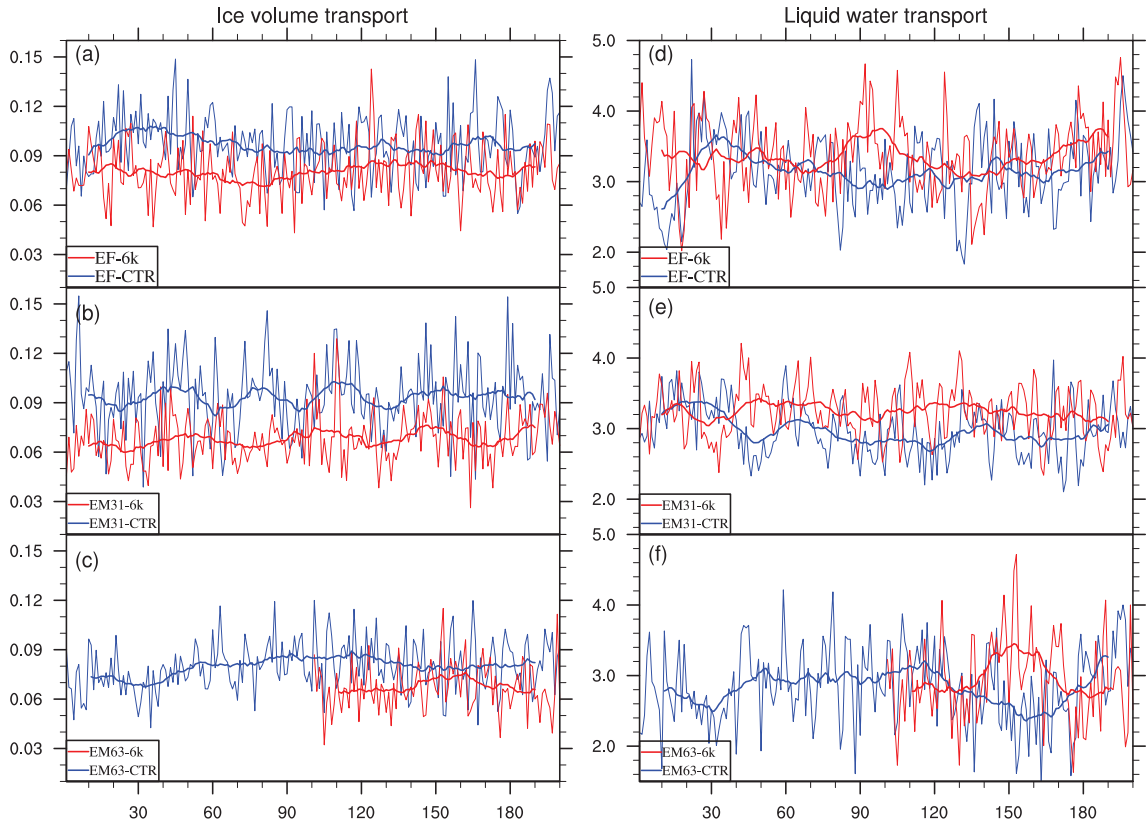 Ice volume transport
Liquid water transport
(a)
0.15
0.12
0.09
0.06
0.03
EF-6k
EF-CTR
(d)
5.0
4.0
3.0
2.0
EF-6k
EF-CTR
(b)
0.15
0.12
0.09
0.06
0.03
EM31-6k
EM31-CTR
(e)
5.0
4.0
3.0
2.0
EM31-6k
EM31-CTR
(c)
0.15
0.12
0.09
0.06
0.03
EM63-6k
EM63-CTR
(f)
5.0
4.0
3.0
2.0
EM63-6k
EM63-CTR
30 60 90 120 150 180
30 60 90 120 150 180